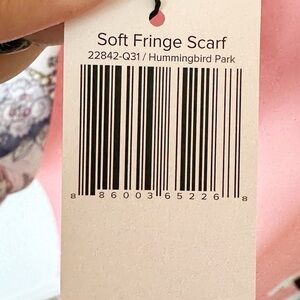 Soft Fringe Scarf
22842-Q31 / Hummingbird Park
8 86003 65226 8